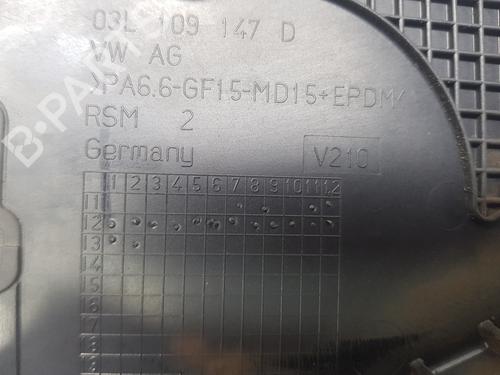 03L 109 147 D
VW AG
>PA6.6-GF15-MD15+EPDM<
RSM 2
Germany V210
1 2 3 4 5 6 7 8 9 10 11 12
11
12
13
14
15
16
17
B-Parts